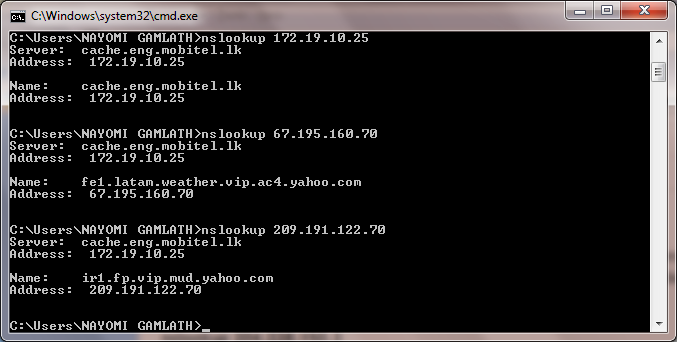 C:\Windows\system32\cmd.exe
C:\Users\NAYOMI GAMLATH>nslookup 172.19.10.25
Server:  cache.eng.mobitel.lk
Address:  172.19.10.25
Name:    cache.eng.mobitel.lk
Address:  172.19.10.25
C:\Users\NAYOMI GAMLATH>nslookup 67.195.160.70
Server:  cache.eng.mobitel.lk
Address:  172.19.10.25
Name:    fe1.latam.weather.vip.ac4.yahoo.com
Address:  67.195.160.70
C:\Users\NAYOMI GAMLATH>nslookup 209.191.122.70
Server:  cache.eng.mobitel.lk
Address:  172.19.10.25
Name:    ir1.fp.vip.mud.yahoo.com
Address:  209.191.122.70
C:\Users\NAYOMI GAMLATH>_